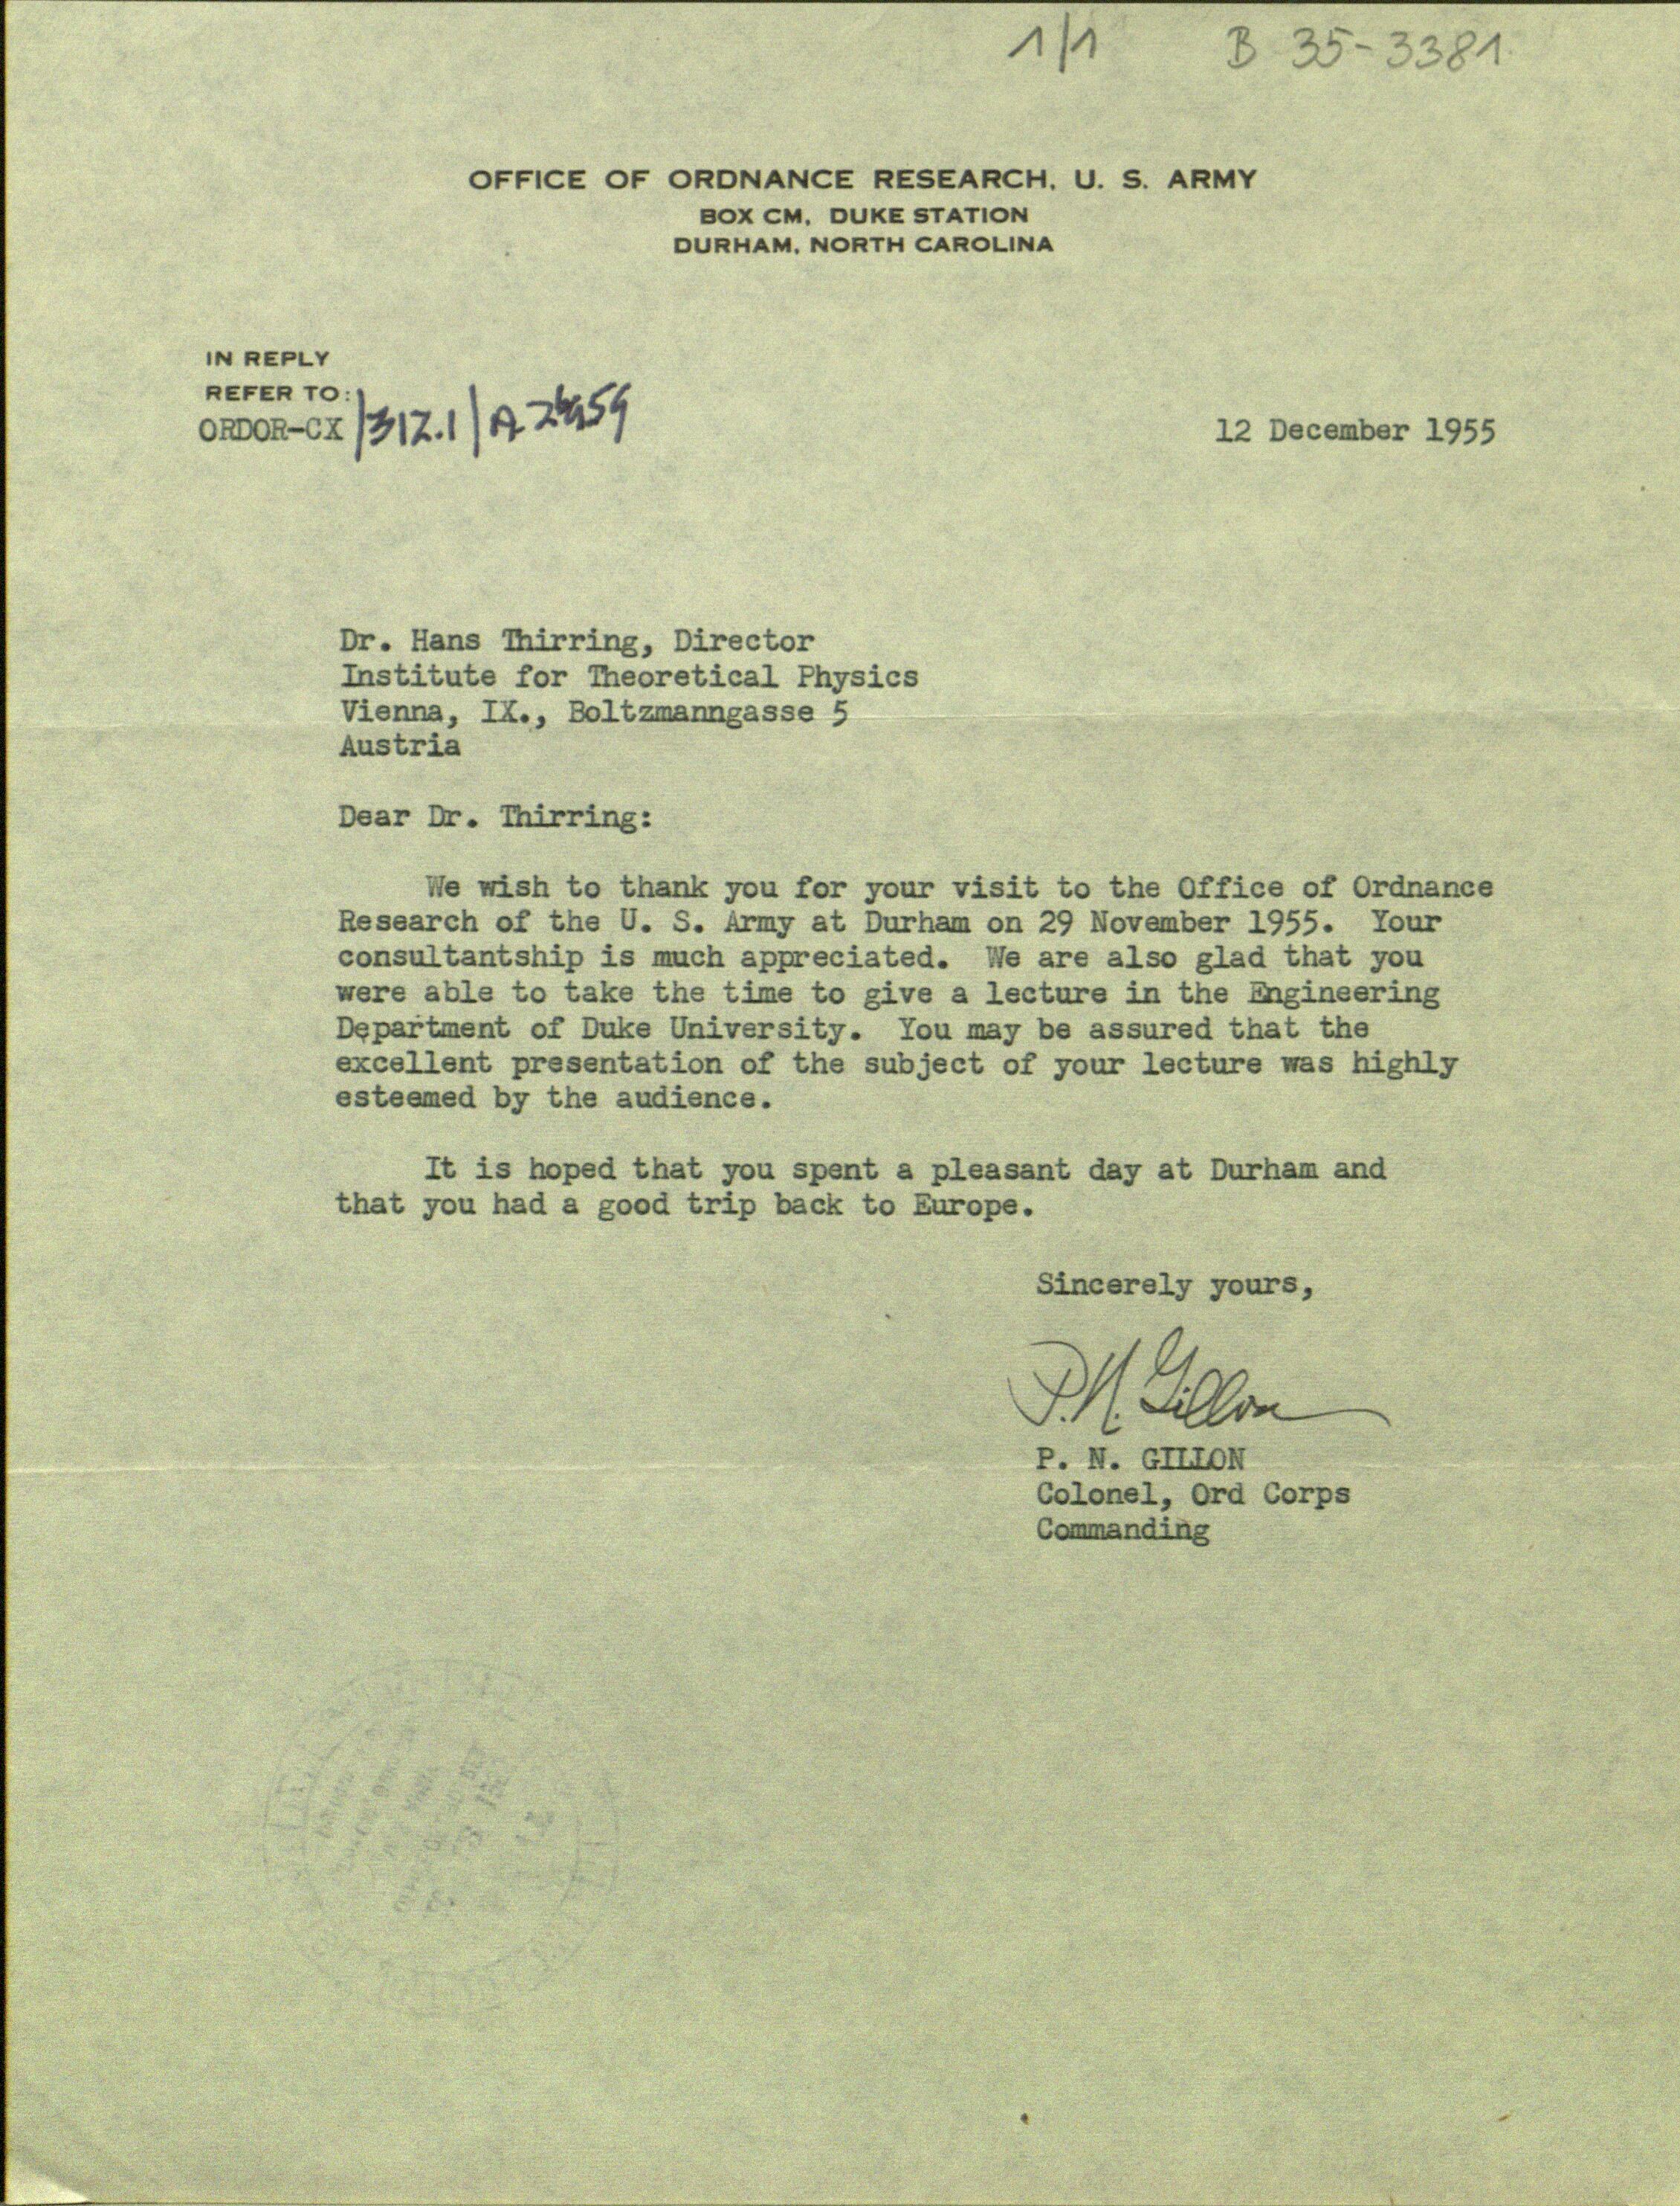 1/1 B 35-3381
OFFICE OF ORDNANCE RESEARCH, U. S. ARMY
BOX CM, DUKE STATION
DURHAM, NORTH CAROLINA
IN REPLY
REFER TO:
ORDOR-CX /312.1/
12 December 1955
Dr. Hans Thirring, Director
Institute for Theoretical Physics
Vienna, IX., Boltzmanngasse 5
Austria
Dear Dr. Thirring:
We wish to thank you for your visit to the Office of Ordnance
Research of the U. S. Army at Durham on 29 November 1955. Your
consultantship is much appreciated. We are also glad that you
were able to take the time to give a lecture in the Engineering
Department of Duke University. You may be assured that the
excellent presentation of the subject of your lecture was highly
esteemed by the audience.
It is hoped that you spent a pleasant day at Durham and
that you had a good trip back to Europe.
Sincerely yours,
P. N. Gillon
P. N. GILLON
Colonel, Ord Corps
Commanding